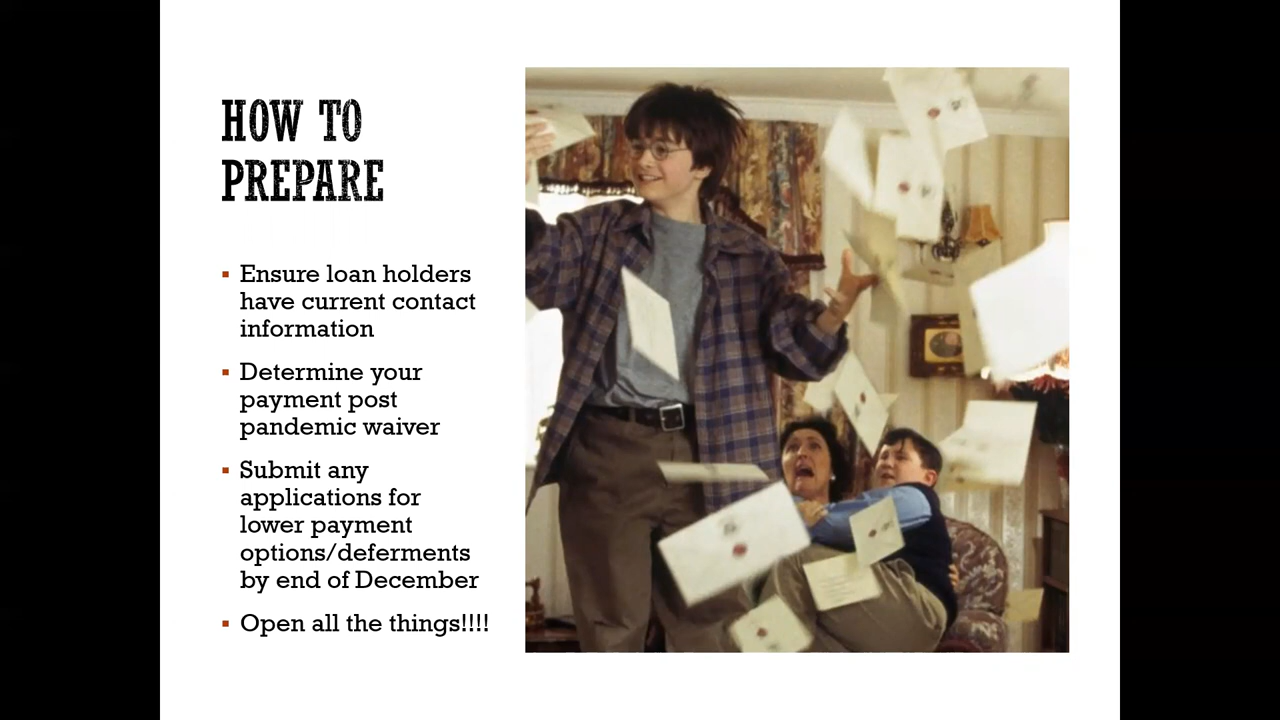 HOW TO
PREPARE
▪ Ensure loan holders
have current contact
information
▪ Determine your
payment post
pandemic waiver
▪ Submit any
applications for
lower payment
options/deferments
by end of December
▪ Open all the things!!!!